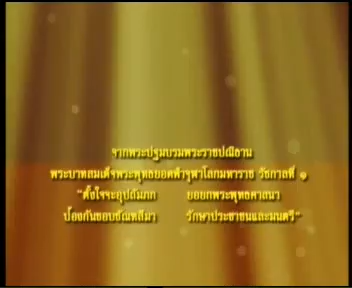 จากพระปฐมบรมพระราชปณิธาน
พระบาทสมเด็จพระพุทธยอดฟ้าจุฬาโลกมหาราช รัชกาลที่ ๑
“ตั้งใจจะอุปถัมภก ยอยกพระพุทธศาสนา
ป้องกันขอบขัณฑสีมา รักษาประชาชนและมนตรี”